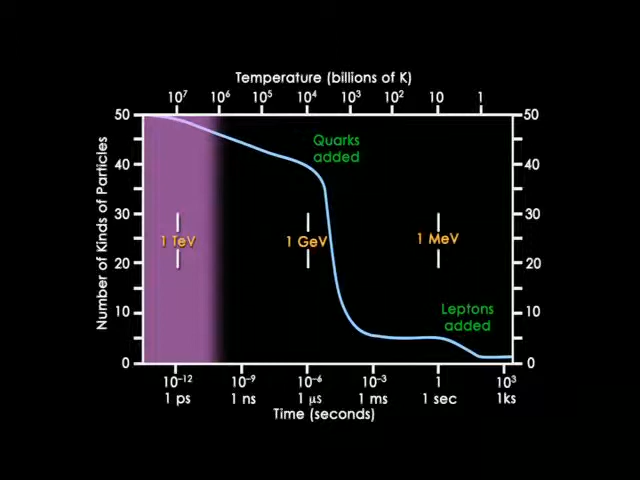 Temperature (billions of K)
10⁷ 10⁶ 10⁵ 10⁴ 10³ 10² 10 1
Number of Kinds of Particles
50 50
40 40
30 30
20 20
10 10
0 0
Quarks
added
1 TeV 1 GeV 1 MeV
Leptons
added
10⁻¹² 10⁻⁹ 10⁻⁶ 10⁻³ 1 10³
1 ps 1 ns 1 μs 1 ms 1 sec 1ks
Time (seconds)